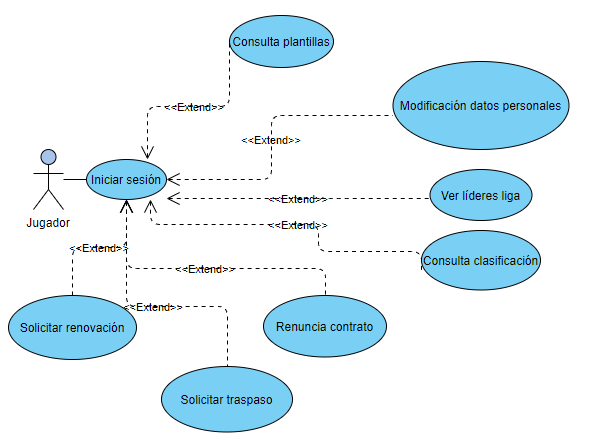 Consulta plantillas
<<Extend>>
Modificación datos personales
<<Extend>>
Iniciar sesión
Ver líderes liga
<<Extend>>
Jugador
<<Extend>>
<<Extend>>
Consulta clasificación
<<Extend>>
<<Extend>>
Solicitar renovación
Renuncia contrato
Solicitar traspaso